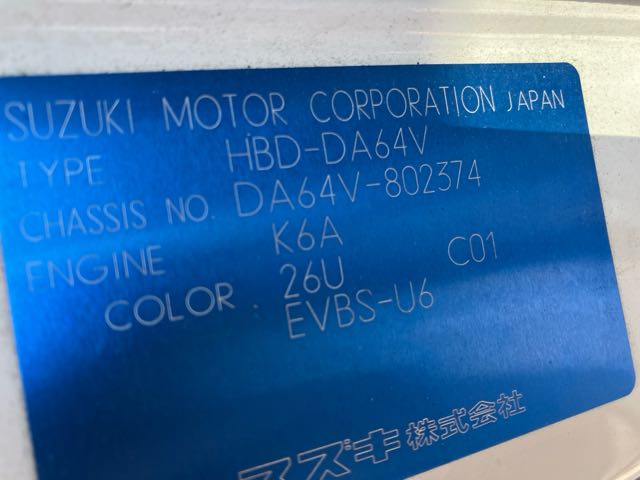 SUZUKI MOTOR CORPORATION JAPAN
TYPE HBD-DA64V
CHASSIS NO. DA64V-802374
ENGINE K6A
COLOR 26U C01
EVBS-U6
スズキ株式会社